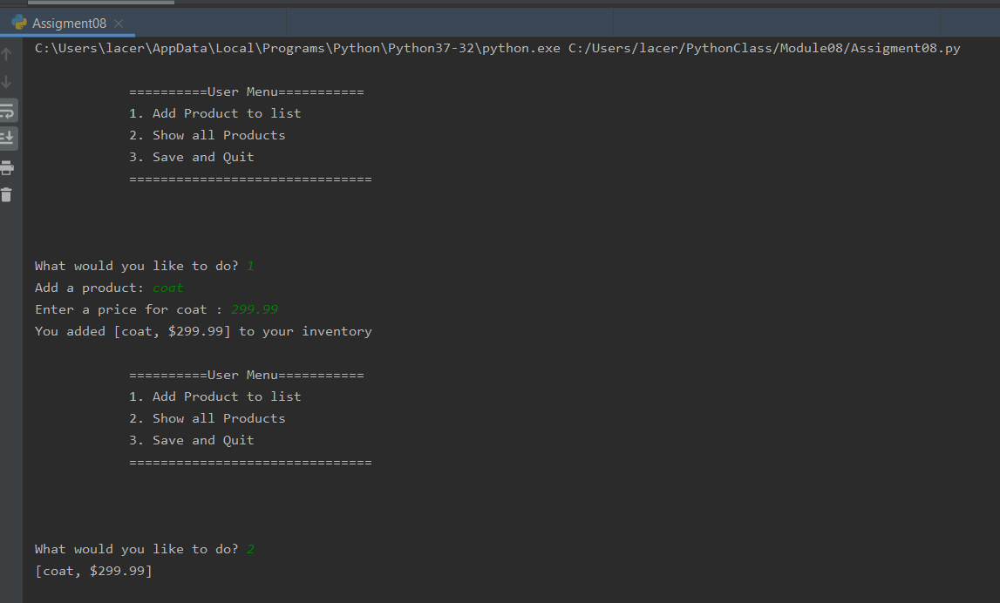 Assigment08
C:\Users\lacer\AppData\Local\Programs\Python\Python37-32\python.exe C:/Users/lacer/PythonClass/Module08/Assigment08.py
==========User Menu===========
1. Add Product to list
2. Show all Products
3. Save and Quit
===============================
What would you like to do? 1
Add a product: coat
Enter a price for coat : 299.99
You added [coat, $299.99] to your inventory
==========User Menu===========
1. Add Product to list
2. Show all Products
3. Save and Quit
===============================
What would you like to do? 2
[coat, $299.99]